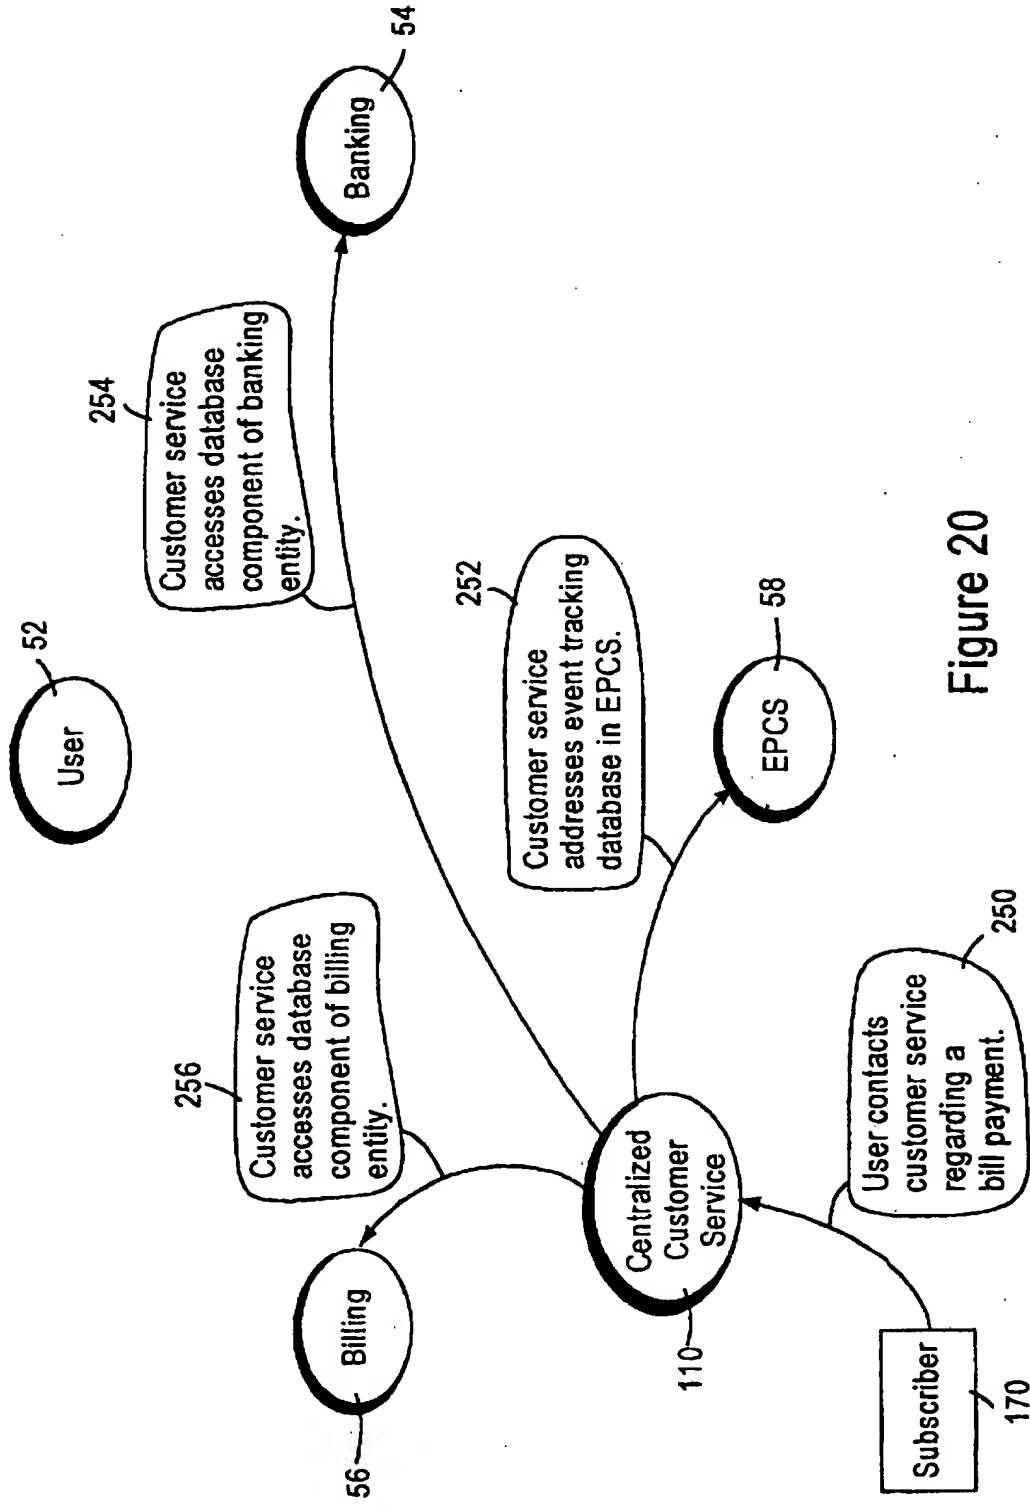 52
User
54
Banking
254
Customer service
accesses database
component of banking
entity.
256
Customer service
accesses database
component of billing
entity.
56
Billing
252
Customer service
addresses event tracking
database in EPCS.
58
EPCS
Centralized
Customer
Service
110
250
User contacts
customer service
regarding a
bill payment.
Subscriber
170
Figure 20